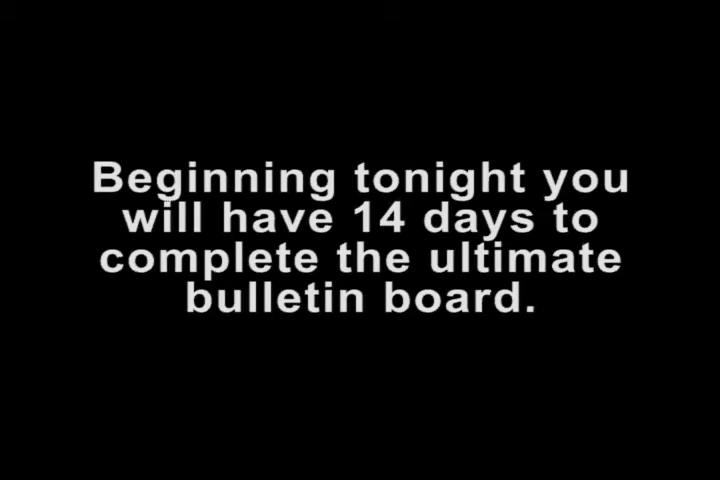 Beginning tonight you
will have 14 days to
complete the ultimate
bulletin board.